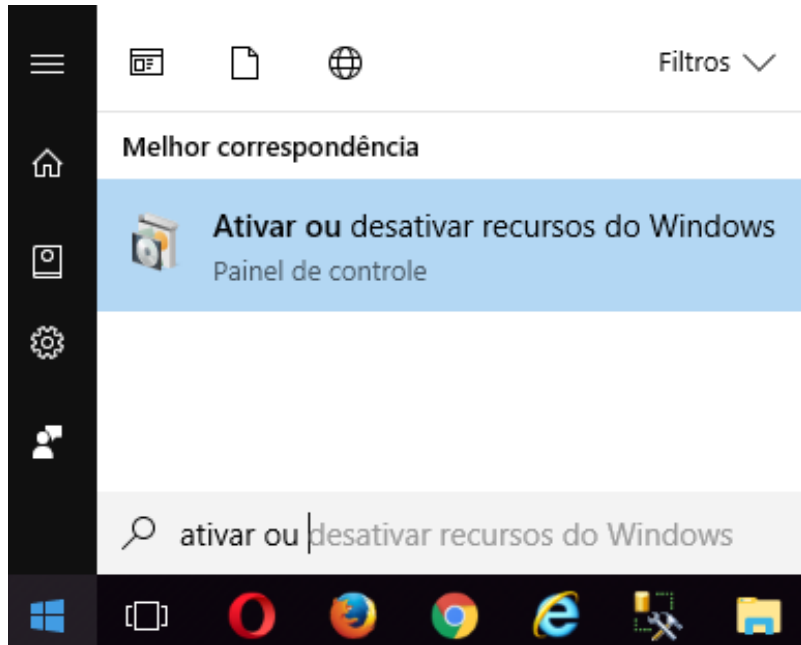 Filtros
Melhor correspondência
Ativar ou desativar recursos do Windows
Painel de controle
ativar ou desativar recursos do Windows